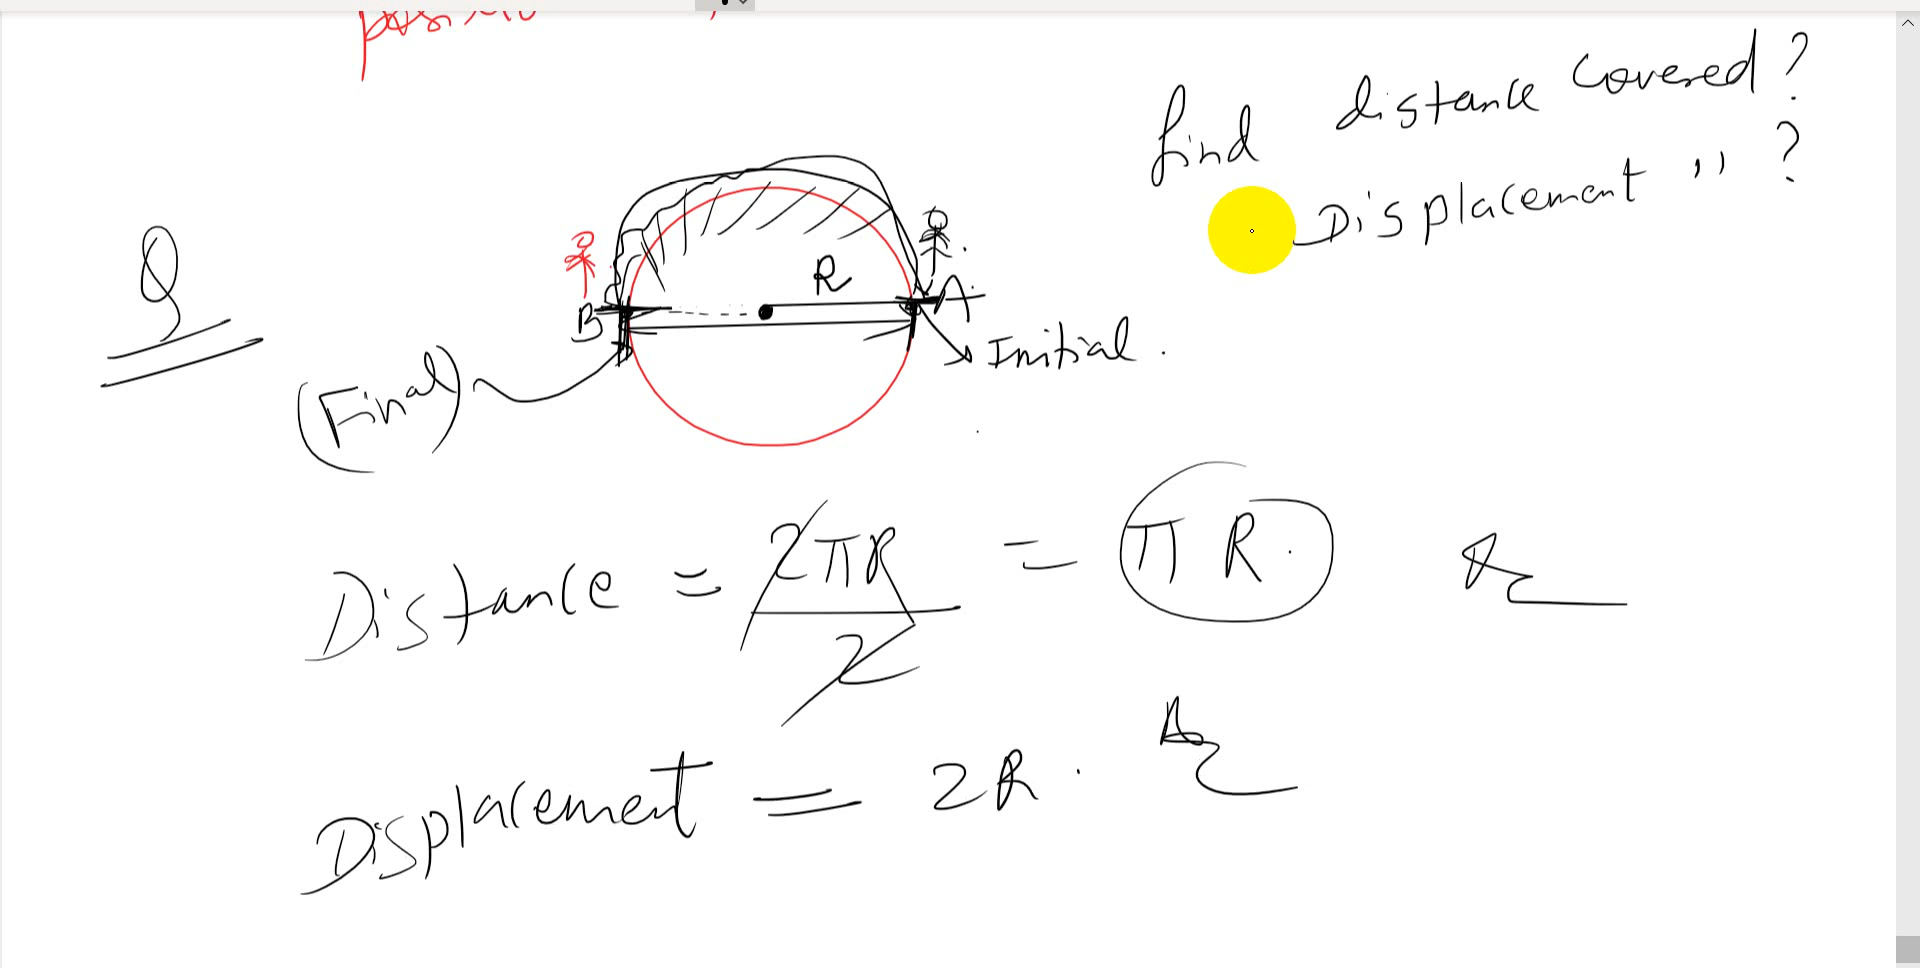 find distance covered?
Displacement " ?
Q
R
B
A
Initial.
(Final)
Distance = 2πR/2 = πR.
Displacement = 2R.